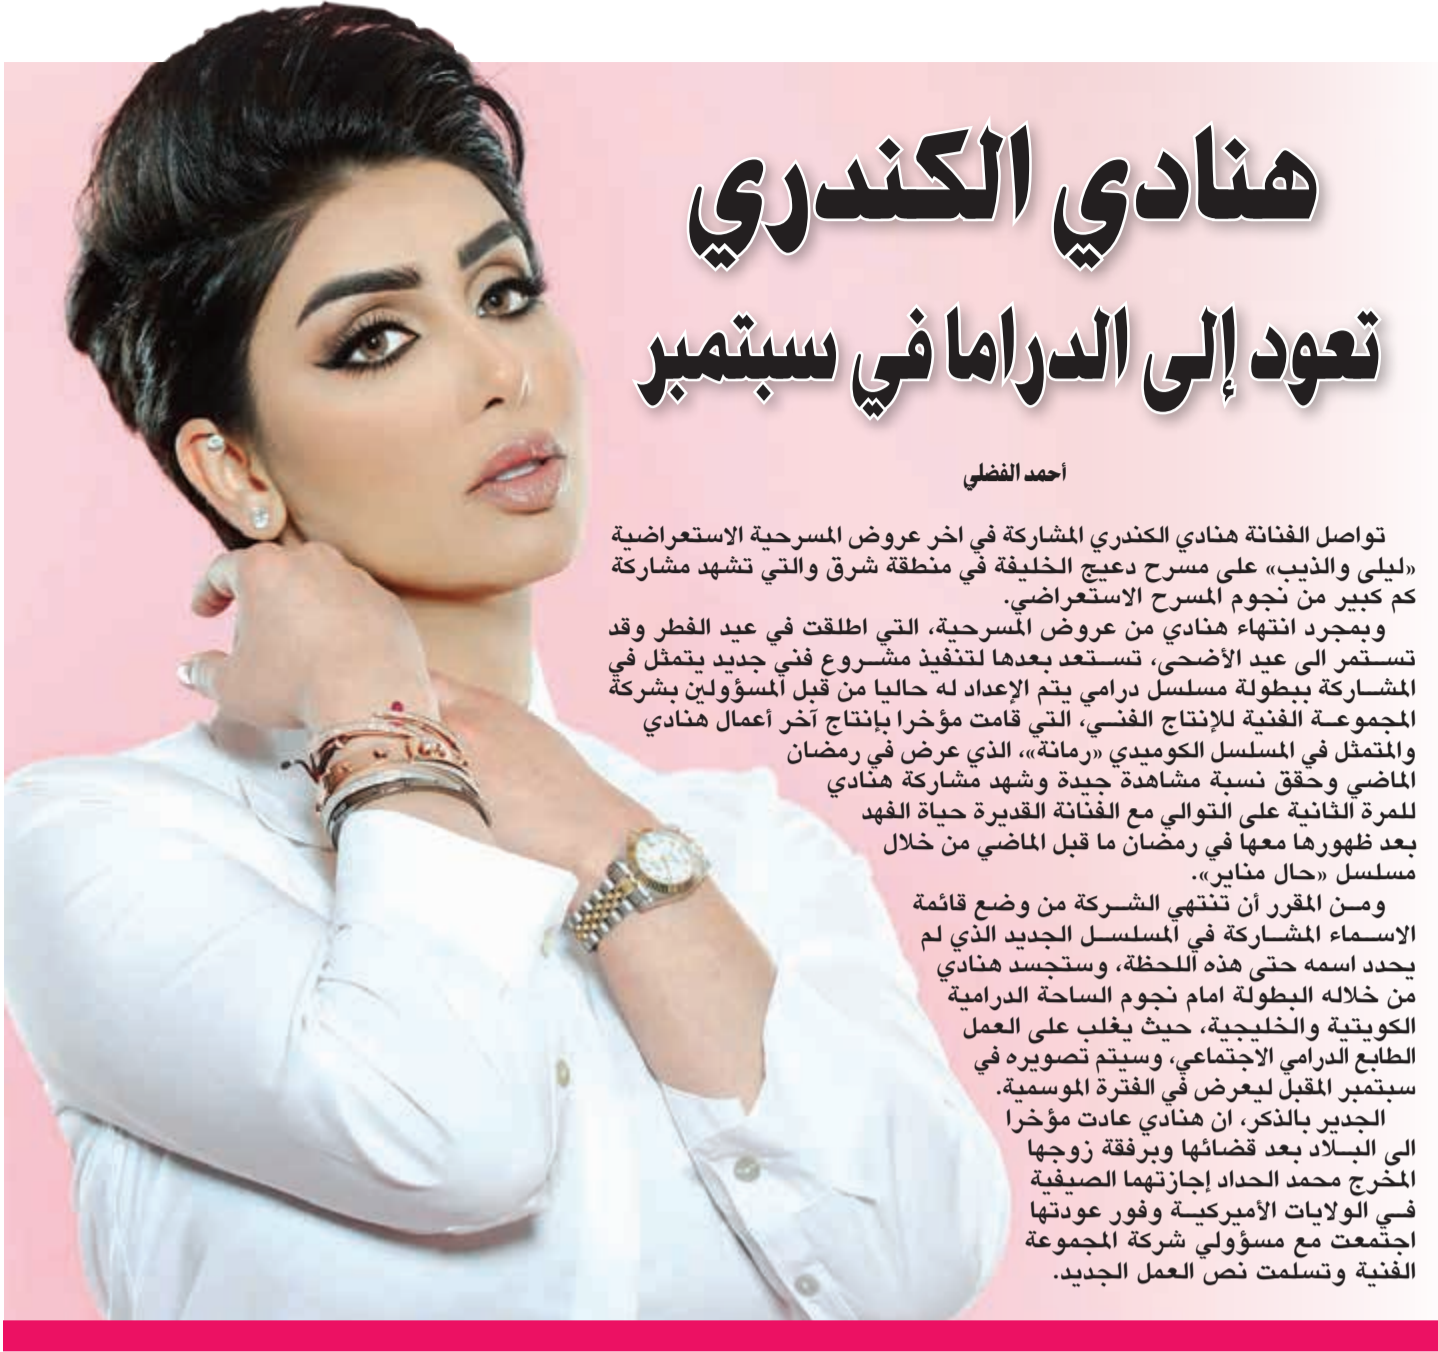 هنادي الكندري
تعود إلى الدراما في سبتمبر
أحمد الفضلي
تواصل الفنانة هنادي الكندري المشاركة في اخر عروض المسرحية الاستعراضية
«ليلى والذيب» على مسرح دعيج الخليفة في منطقة شرق والتي تشهد مشاركة
كم كبير من نجوم المسرح الاستعراضي.
وبمجرد انتهاء هنادي من عروض المسرحية، التي اطلقت في عيد الفطر وقد
تستمر الى عيد الأضحى، تستعد بعدها لتنفيذ مشروع فني جديد يتمثل في
المشاركة ببطولة مسلسل درامي يتم الإعداد له حاليا من قبل المسؤولين بشركة
المجموعة الفنية للإنتاج الفني، التي قامت مؤخرا بإنتاج آخر أعمال هنادي
والمتمثل في المسلسل الكوميدي «رمانة»، الذي عرض في رمضان
الماضي وحقق نسبة مشاهدة جيدة وشهد مشاركة هنادي
للمرة الثانية على التوالي مع الفنانة القديرة حياة الفهد
بعد ظهورها معها في رمضان ما قبل الماضي من خلال
مسلسل «حال مناير».
ومن المقرر أن تنتهي الشركة من وضع قائمة
الاسماء المشاركة في المسلسل الجديد الذي لم
يحدد اسمه حتى هذه اللحظة، وستجسد هنادي
من خلاله البطولة امام نجوم الساحة الدرامية
الكويتية والخليجية، حيث يغلب على العمل
الطابع الدرامي الاجتماعي، وسيتم تصويره في
سبتمبر المقبل ليعرض في الفترة الموسمية.
الجدير بالذكر، ان هنادي عادت مؤخرا
الى البلاد بعد قضائها وبرفقة زوجها
المخرج محمد الحداد إجازتهما الصيفية
في الولايات الأميركية وفور عودتها
اجتمعت مع مسؤولي شركة المجموعة
الفنية وتسلمت نص العمل الجديد.